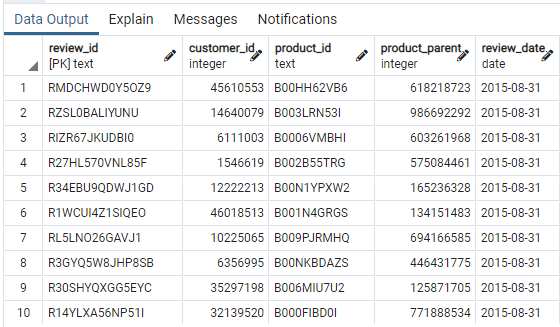 Data Output Explain Messages Notifications
review_id customer_id product_id product_parent review_date
[PK] text integer text integer date
1 RMDCHWD0Y5OZ9 45610553 B00HH62VB6 618218723 2015-08-31
2 RZSL0BALIYUNU 14640079 B003LRN53I 986692292 2015-08-31
3 RIZR67JKUDBI0 6111003 B0006VMBHI 603261968 2015-08-31
4 R27HL570VNL85F 1546619 B002B55TRG 575084461 2015-08-31
5 R34EBU9QDWJ1GD 12222213 B00N1YPXW2 165236328 2015-08-31
6 R1WCUI4Z1SIQEO 46018513 B001N4GRGS 134151483 2015-08-31
7 RL5LNO26GAVJ1 10225065 B009PJRMHQ 694166585 2015-08-31
8 R3GYQ5W8JHP8SB 6356995 B00NKBDAZS 446431775 2015-08-31
9 R30SHYQXGG5EYC 35297198 B006MIU7U2 125871705 2015-08-31
10 R14YLXA56NP51I 32139520 B000FIBD0I 771888534 2015-08-31